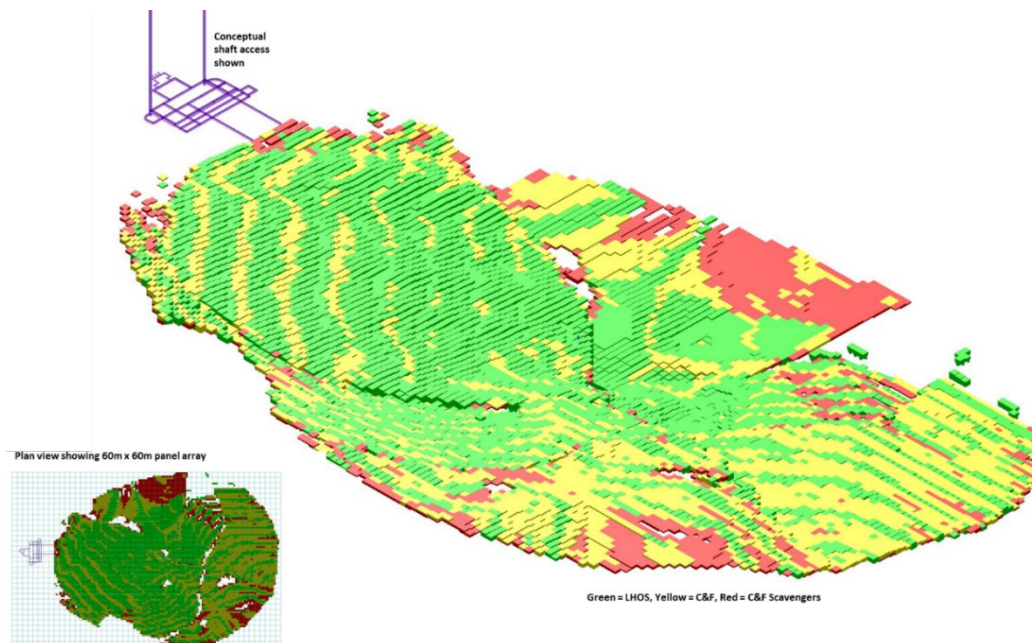 Conceptual
shaft access
shown
Plan view showing 60m x 60m panel array
Green = LHOS, Yellow = C&F, Red = C&F Scavengers